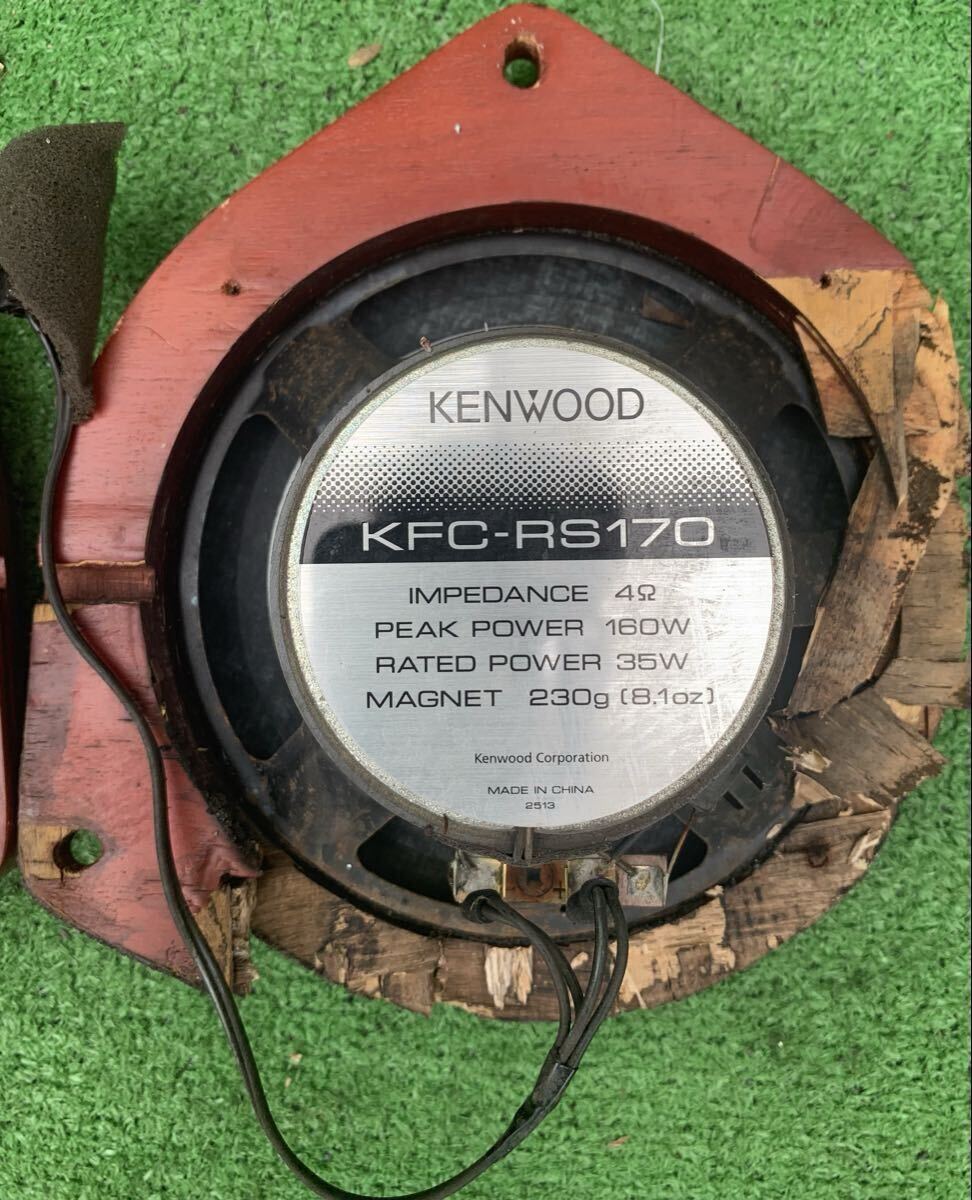 KENWOOD
KFC-RS170
IMPEDANCE 4Ω
PEAK POWER 160W
RATED POWER 35W
MAGNET 230g (8.1oz)
Kenwood Corporation
MADE IN CHINA
2513
+